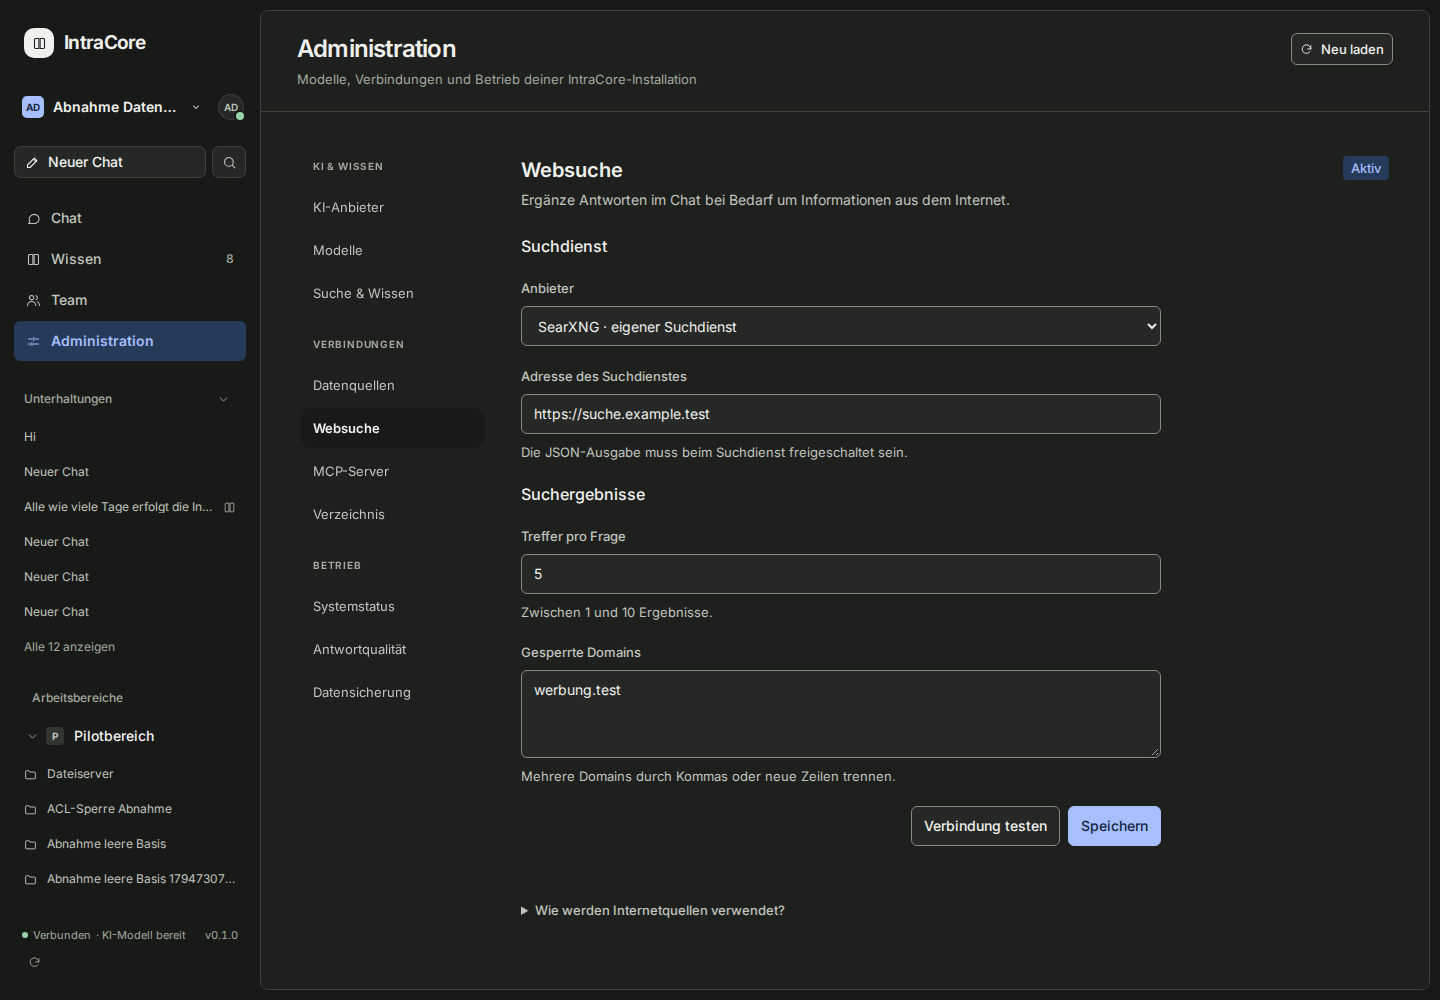 IntraCore
AD Abnahme Daten... AD
Neuer Chat
Chat
Wissen 8
Team
Administration
Unterhaltungen
Hi
Neuer Chat
Alle wie viele Tage erfolgt die In...
Neuer Chat
Neuer Chat
Neuer Chat
Alle 12 anzeigen
Arbeitsbereiche
P Pilotbereich
Dateiserver
ACL-Sperre Abnahme
Abnahme leere Basis
Abnahme leere Basis 17947307...
Verbunden · KI-Modell bereit v0.1.0
Administration
Modelle, Verbindungen und Betrieb deiner IntraCore-Installation
Neu laden
KI & WISSEN
KI-Anbieter
Modelle
Suche & Wissen
VERBINDUNGEN
Datenquellen
Websuche
MCP-Server
Verzeichnis
BETRIEB
Systemstatus
Antwortqualität
Datensicherung
Websuche
Aktiv
Ergänze Antworten im Chat bei Bedarf um Informationen aus dem Internet.
Suchdienst
Anbieter
SearXNG · eigener Suchdienst
Adresse des Suchdienstes
https://suche.example.test
Die JSON-Ausgabe muss beim Suchdienst freigeschaltet sein.
Suchergebnisse
Treffer pro Frage
5
Zwischen 1 und 10 Ergebnisse.
Gesperrte Domains
werbung.test
Mehrere Domains durch Kommas oder neue Zeilen trennen.
Verbindung testen Speichern
Wie werden Internetquellen verwendet?